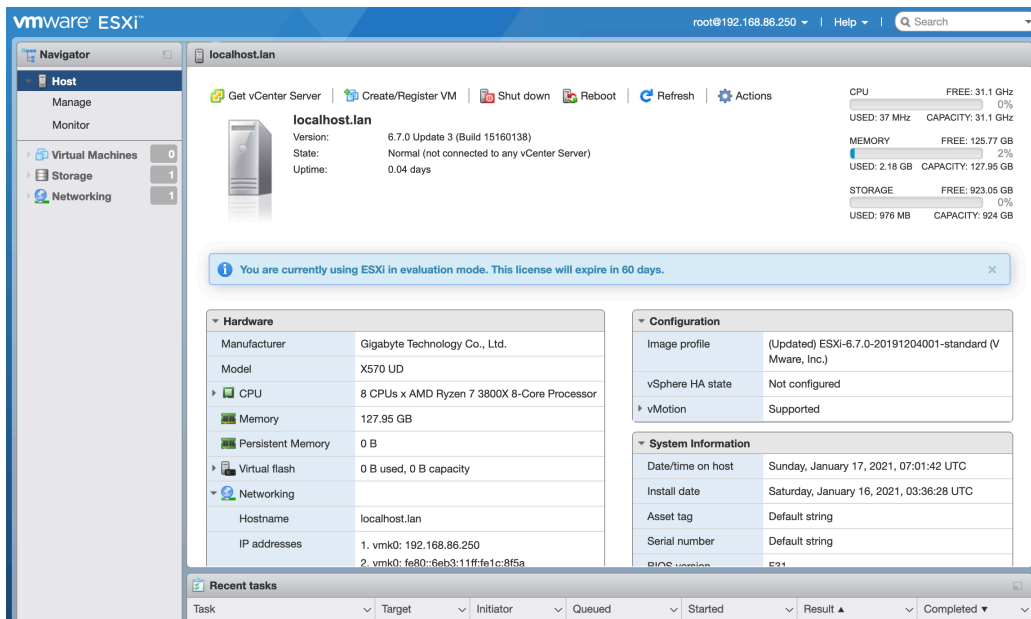 vmware® ESXi™
root@192.168.86.250 | Help | Search
Navigator
Host
Manage
Monitor
Virtual Machines 0
Storage 1
Networking 1
localhost.lan
Get vCenter Server | Create/Register VM | Shut down Reboot | Refresh | Actions
localhost.lan
Version: 6.7.0 Update 3 (Build 15160138)
State: Normal (not connected to any vCenter Server)
Uptime: 0.04 days
CPU FREE: 31.1 GHz
0%
USED: 37 MHz CAPACITY: 31.1 GHz
MEMORY FREE: 125.77 GB
2%
USED: 2.18 GB CAPACITY: 127.95 GB
STORAGE FREE: 923.05 GB
0%
USED: 976 MB CAPACITY: 924 GB
You are currently using ESXi in evaluation mode. This license will expire in 60 days.
Hardware
Manufacturer Gigabyte Technology Co., Ltd.
Model X570 UD
CPU 8 CPUs x AMD Ryzen 7 3800X 8-Core Processor
Memory 127.95 GB
Persistent Memory 0 B
Virtual flash 0 B used, 0 B capacity
Networking
Hostname localhost.lan
IP addresses 1. vmk0: 192.168.86.250
2. vmk0: fe80::6eb3:11ff:fe1c:8f5a
Configuration
Image profile (Updated) ESXi-6.7.0-20191204001-standard (V
Mware, Inc.)
vSphere HA state Not configured
vMotion Supported
System Information
Date/time on host Sunday, January 17, 2021, 07:01:42 UTC
Install date Saturday, January 16, 2021, 03:36:28 UTC
Asset tag Default string
Serial number Default string
BIOS version F31
Recent tasks
Task Target Initiator Queued Started Result ▲ Completed ▼